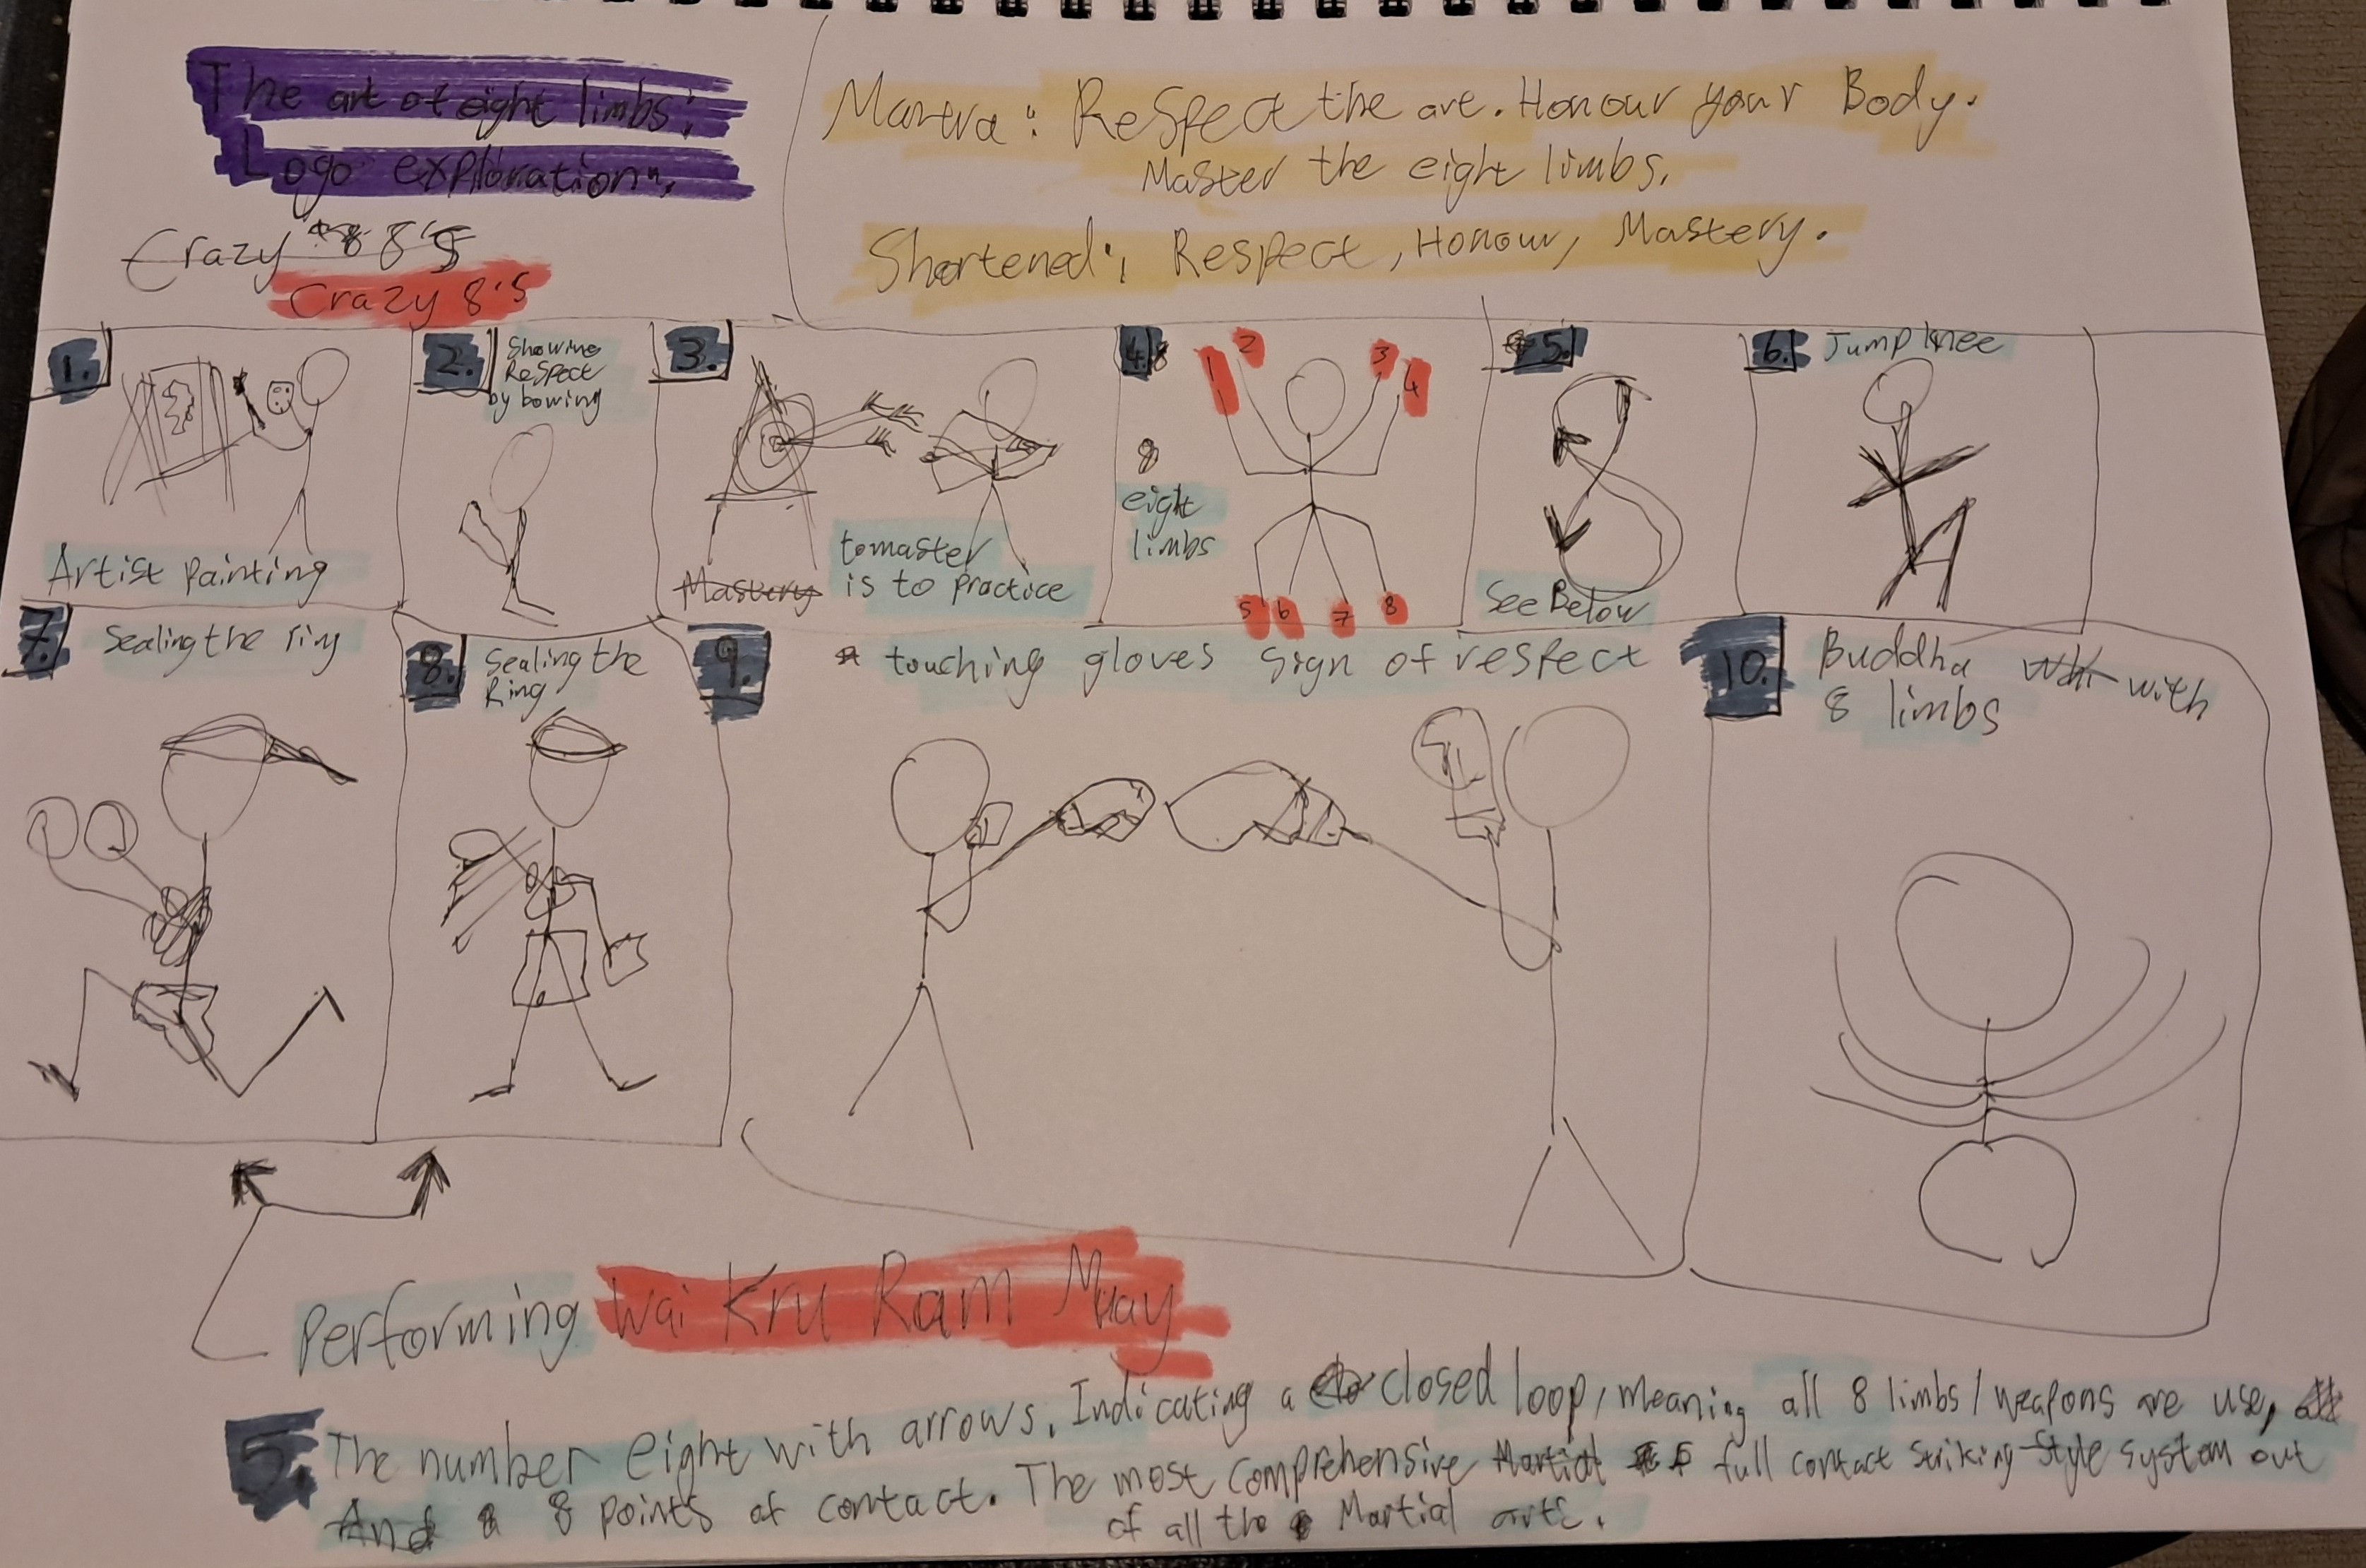 The art of eight limbs:
Logo exploration".
Crazy 8's
Crazy 8's
Mantra: Respect the art. Honour your Body.
Master the eight limbs.
Shortened: Respect, Honour, Mastery.
1.
Artist painting
2.
Showing
Respect
by bowing
3.
to master
Mastery is to practice
4.
1 2 3 4
8
eight
limbs
5 6 7 8
5.
See Below
6. Jump knee
7. Sealing the ring
8. Sealing the
Ring
9. touching gloves sign of respect
10. Buddha with
8 limbs
Performing Wai Kru Ram Muay
5. The number eight with arrows. Indicating a closed loop, meaning all 8 limbs/weapons are use,
And 8 points of contact. The most comprehensive Martial full contact striking style system out
of all the Martial arts.